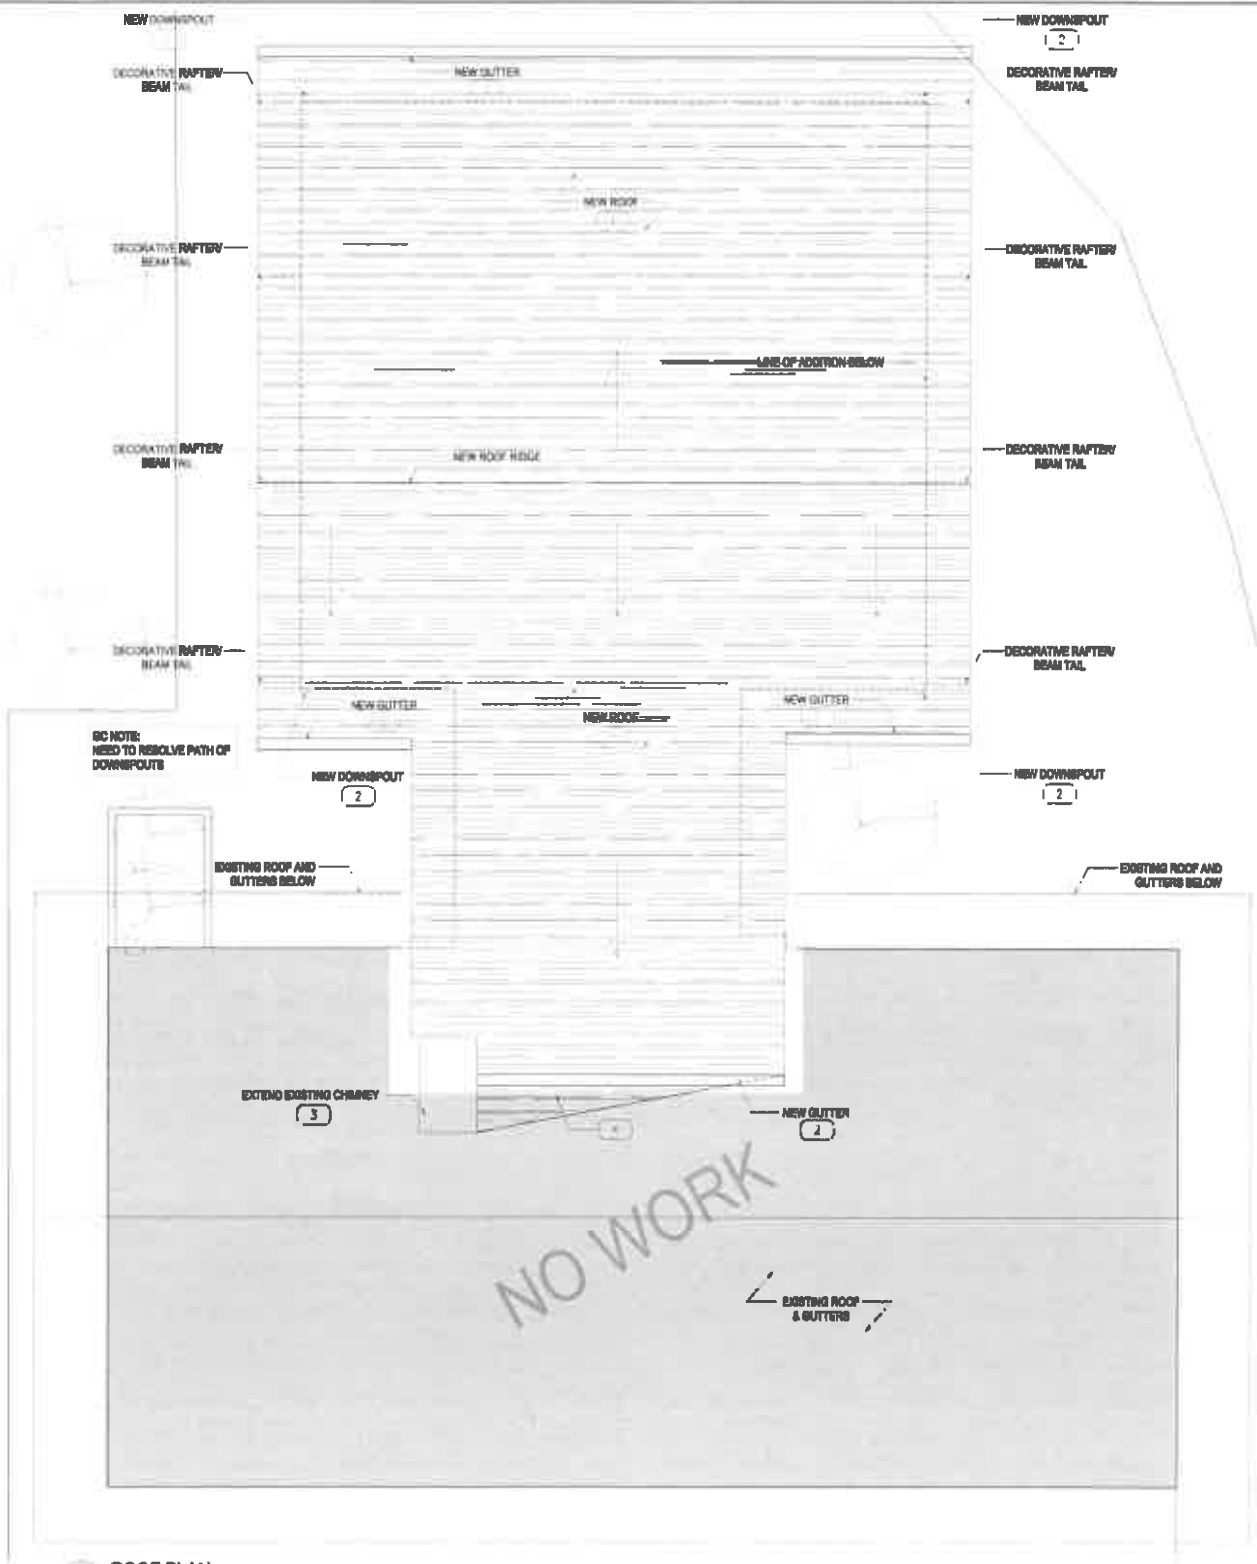 NEW DOWNSPOUT
NEW DOWNSPOUT
2
DECORATIVE RAFTER/
BEAM TAIL
NEW GUTTER
DECORATIVE RAFTER/
BEAM TAIL
NEW ROOF
DECORATIVE RAFTER/
BEAM TAIL
DECORATIVE RAFTER/
BEAM TAIL
LINE OF ADDITION BELOW
DECORATIVE RAFTER/
BEAM TAIL
NEW ROOF RIDGE
DECORATIVE RAFTER/
BEAM TAIL
DECORATIVE RAFTER/
BEAM TAIL
DECORATIVE RAFTER/
BEAM TAIL
NEW GUTTER
NEW ROOF
NEW GUTTER
GC NOTE:
NEED TO RESOLVE PATH OF
DOWNSPOUTS
NEW DOWNSPOUT
2
NEW DOWNSPOUT
2
EXISTING ROOF AND
GUTTERS BELOW
EXISTING ROOF AND
GUTTERS BELOW
EXTEND EXISTING CHIMNEY
3
NEW GUTTER
2
NO WORK
EXISTING ROOF
& GUTTERS
ROOF PLAN